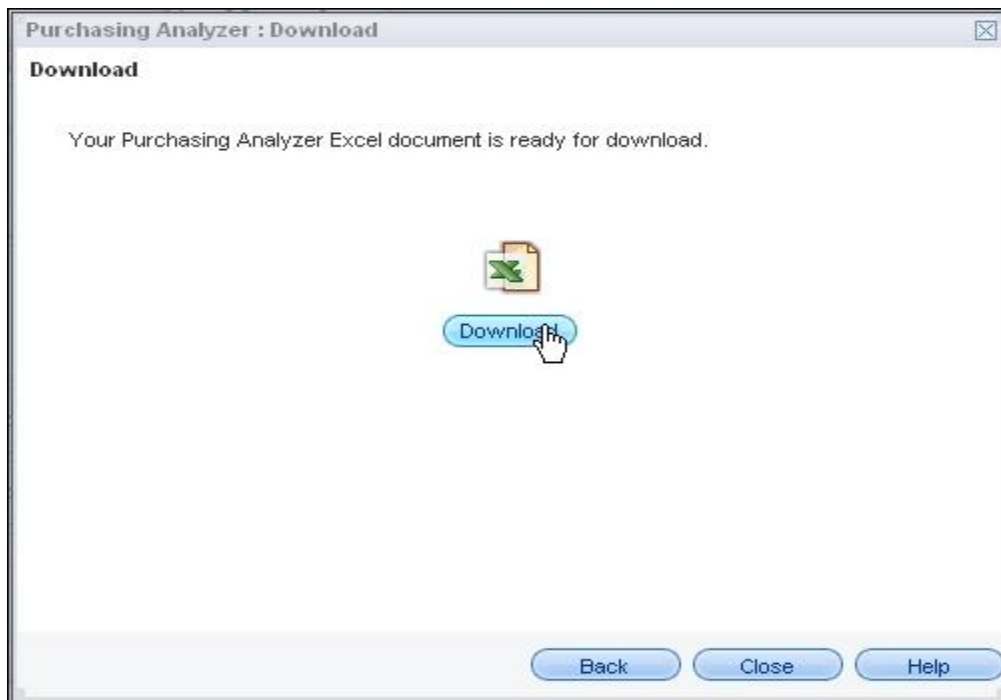 Purchasing Analyzer : Download
Download
Your Purchasing Analyzer Excel document is ready for download.
Download
Back Close Help